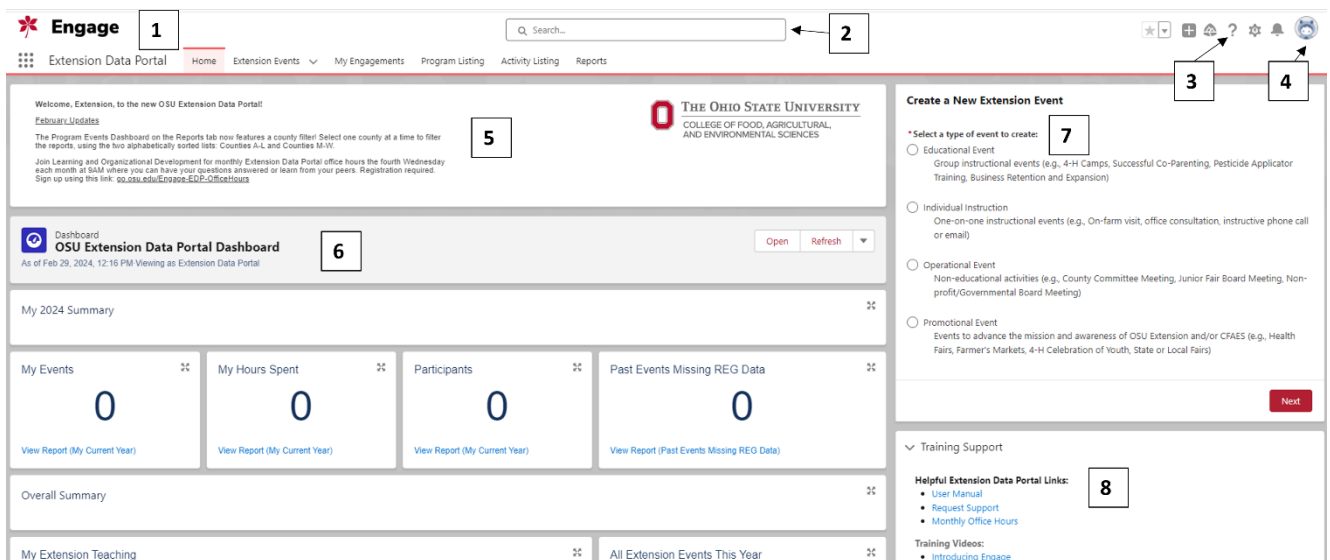 Engage
1
Search...
2
?
3
4
Extension Data Portal
Home Extension Events My Engagements Program Listing Activity Listing Reports
Welcome, Extension, to the new OSU Extension Data Portal!
February Updates
The Program Events Dashboard on the Reports tab now features a county filter! Select one county at a time to filter
the reports, using the two alphabetically sorted lists: Counties A-L and Counties M-W.
Join Learning and Organizational Development for monthly Extension Data Portal office hours the fourth Wednesday
each month at 9AM where you can have your questions answered or learn from your peers. Registration required.
Sign up using this link: go.osu.edu/Engage-EDP-OfficeHours
5
THE OHIO STATE UNIVERSITY
COLLEGE OF FOOD, AGRICULTURAL,
AND ENVIRONMENTAL SCIENCES
Dashboard
OSU Extension Data Portal Dashboard
As of Feb 29, 2024, 12:16 PM·Viewing as Extension Data Portal
6
Open Refresh
My 2024 Summary
My Events
0
View Report (My Current Year)
My Hours Spent
0
View Report (My Current Year)
Participants
0
View Report (My Current Year)
Past Events Missing REG Data
0
View Report (Past Events Missing REG Data)
Overall Summary
My Extension Teaching
All Extension Events This Year
Create a New Extension Event
7
*Select a type of event to create:
Educational Event
Group instructional events (e.g., 4-H Camps, Successful Co-Parenting, Pesticide Applicator
Training, Business Retention and Expansion)
Individual Instruction
One-on-one instructional events (e.g., On-farm visit, office consultation, instructive phone call
or email)
Operational Event
Non-educational activities (e.g., County Committee Meeting, Junior Fair Board Meeting, Non-
profit/Governmental Board Meeting)
Promotional Event
Events to advance the mission and awareness of OSU Extension and/or CFAES (e.g., Health
Fairs, Farmer's Markets, 4-H Celebration of Youth, State or Local Fairs)
Next
Training Support
Helpful Extension Data Portal Links:
User Manual
Request Support
Monthly Office Hours
8
Training Videos:
Introducing Engage